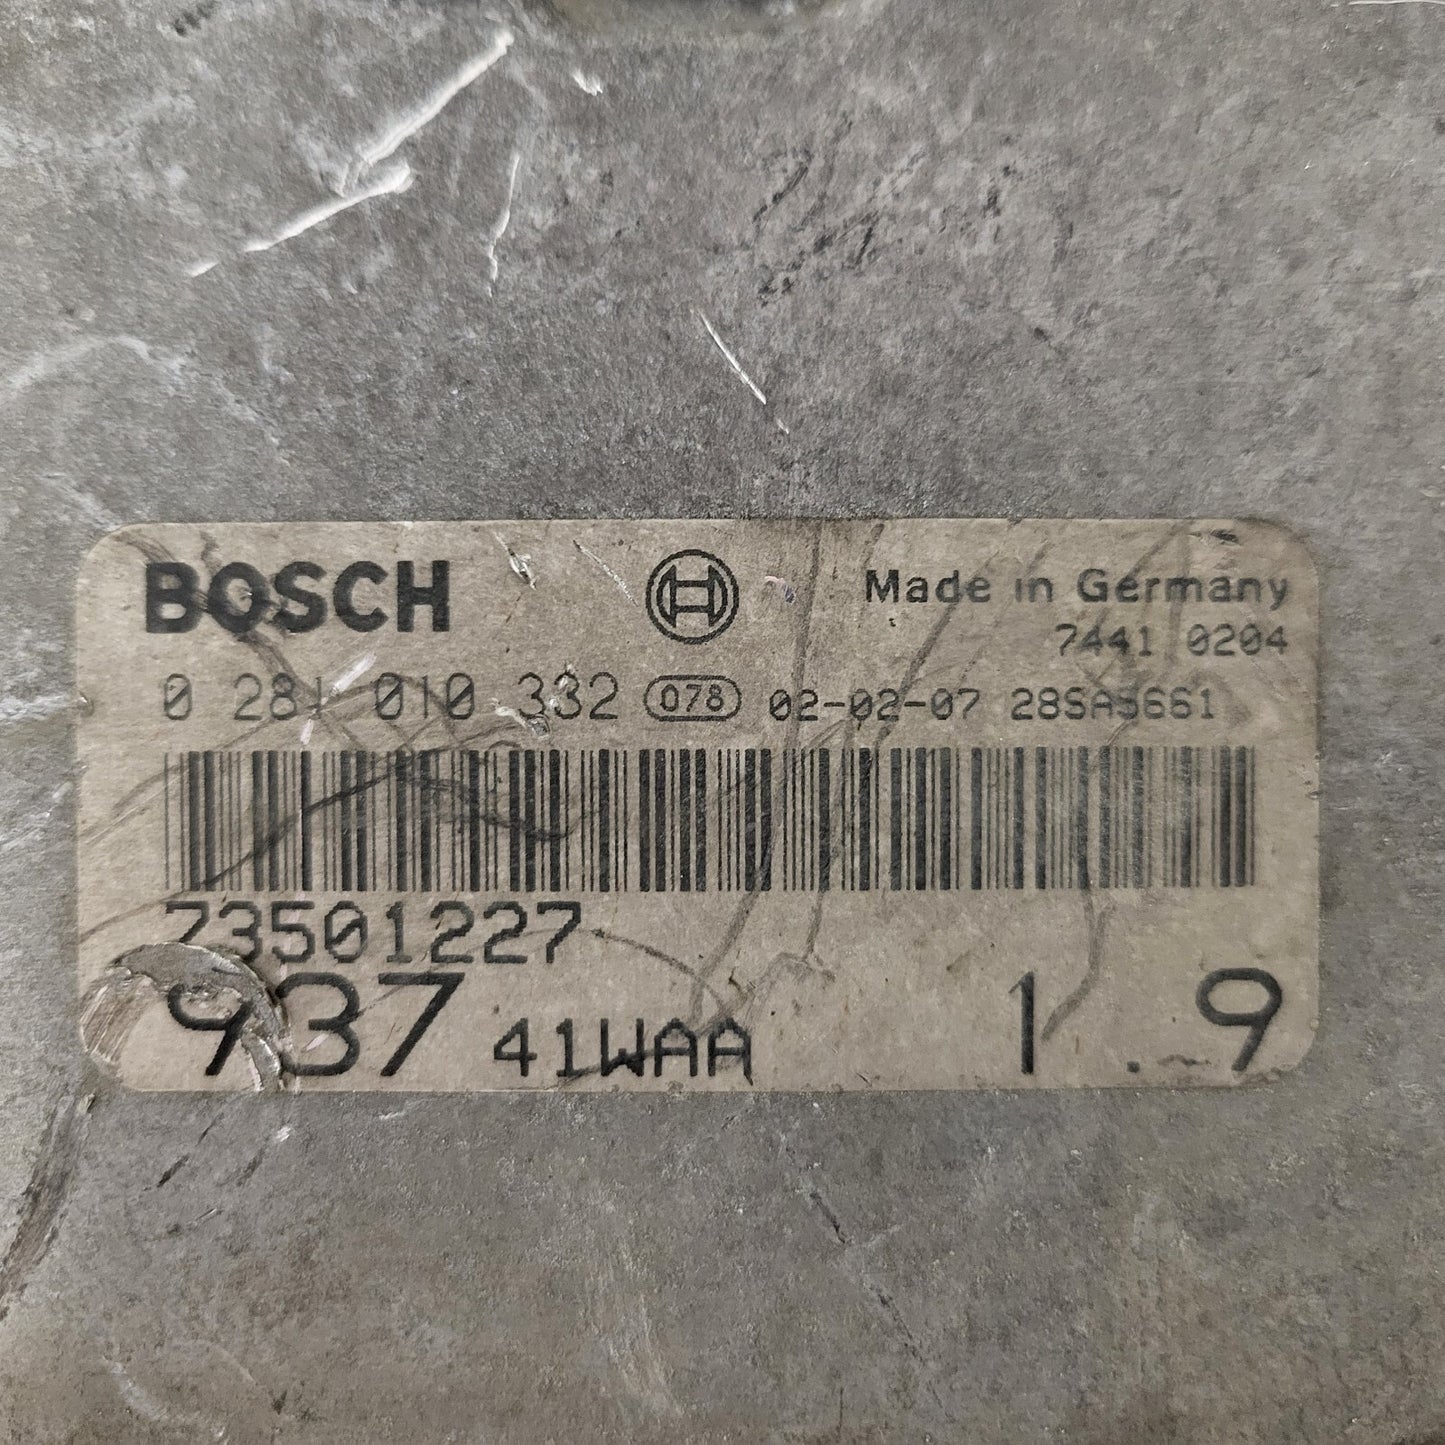 BOSCH Made in Germany
7441 0204
0 281 010 332 078 02-02-07 28SA5661
73501227
937 41WAA 1.9